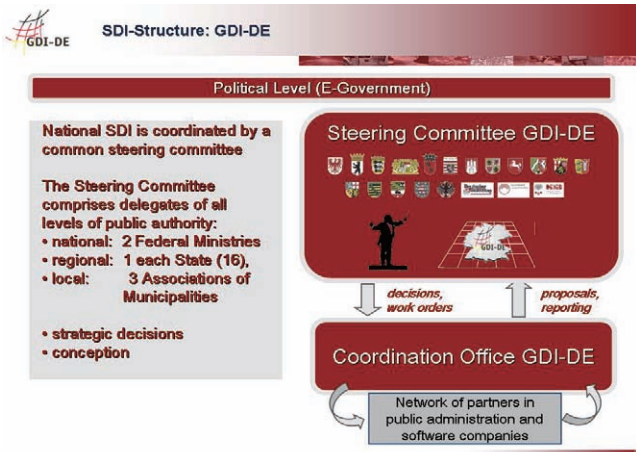 GDI-DE
SDI-Structure: GDI-DE
Political Level (E-Government)
National SDI is coordinated by a
common steering committee
The Steering Committee
comprises delegates of all
levels of public authority:
• national: 2 Federal Ministries
• regional: 1 each State (16),
• local: 3 Associations of
Municipalities
• strategic decisions
• conception
Steering Committee GDI-DE
GDI-DE
decisions,
work orders
proposals,
reporting
Coordination Office GDI-DE
Network of partners in
public administration and
software companies